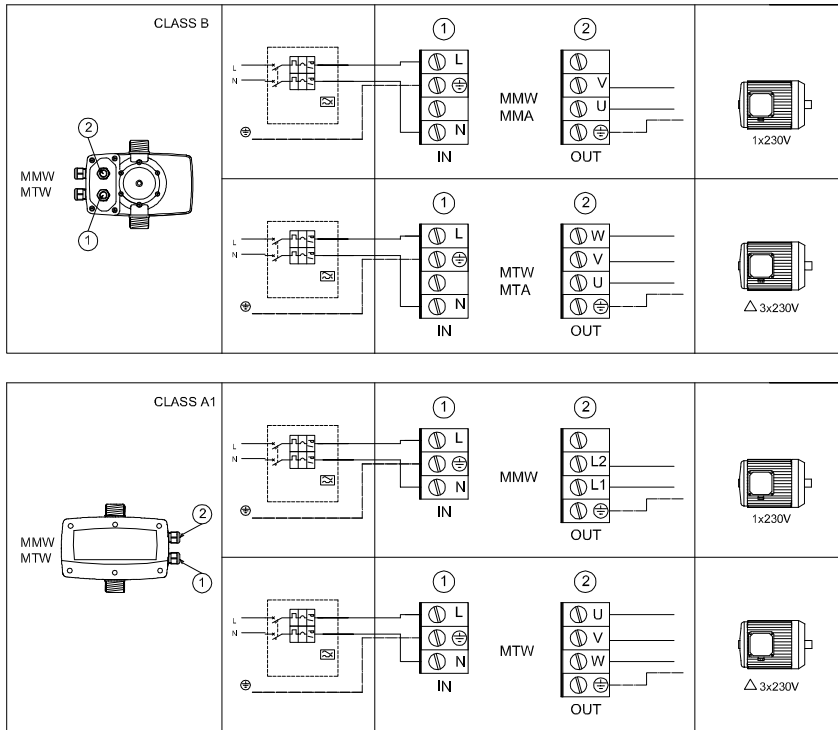 CLASS B
2
MMW
MTW
1
L
N
1
L
N
IN
MMW
MMA
2
V
U
OUT
1x230V
L
N
1
L
N
IN
MTW
MTA
2
W
V
U
OUT
△ 3x230V
CLASS A1
MMW
MTW
2
1
L
N
1
L
N
IN
MMW
2
L2
L1
OUT
1x230V
L
N
1
L
N
IN
MTW
2
U
V
W
OUT
△ 3x230V